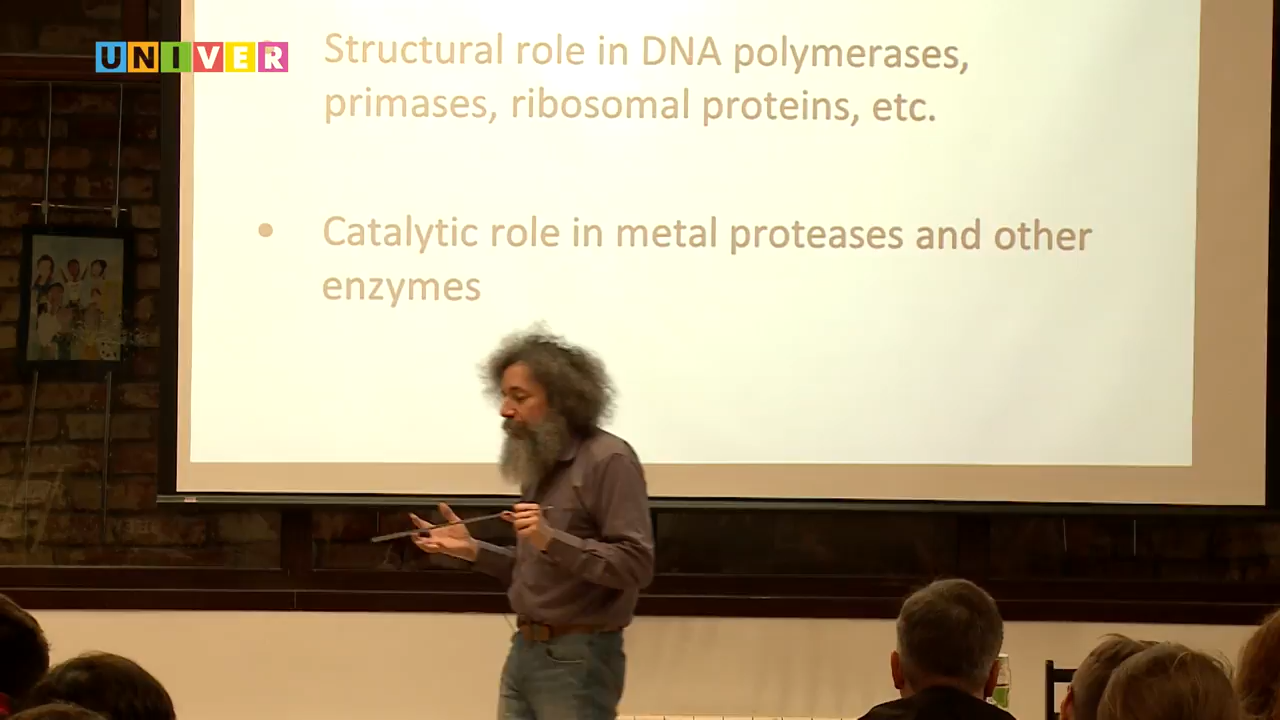 UNIVER
Structural role in DNA polymerases,
primases, ribosomal proteins, etc.
• Catalytic role in metal proteases and other
enzymes